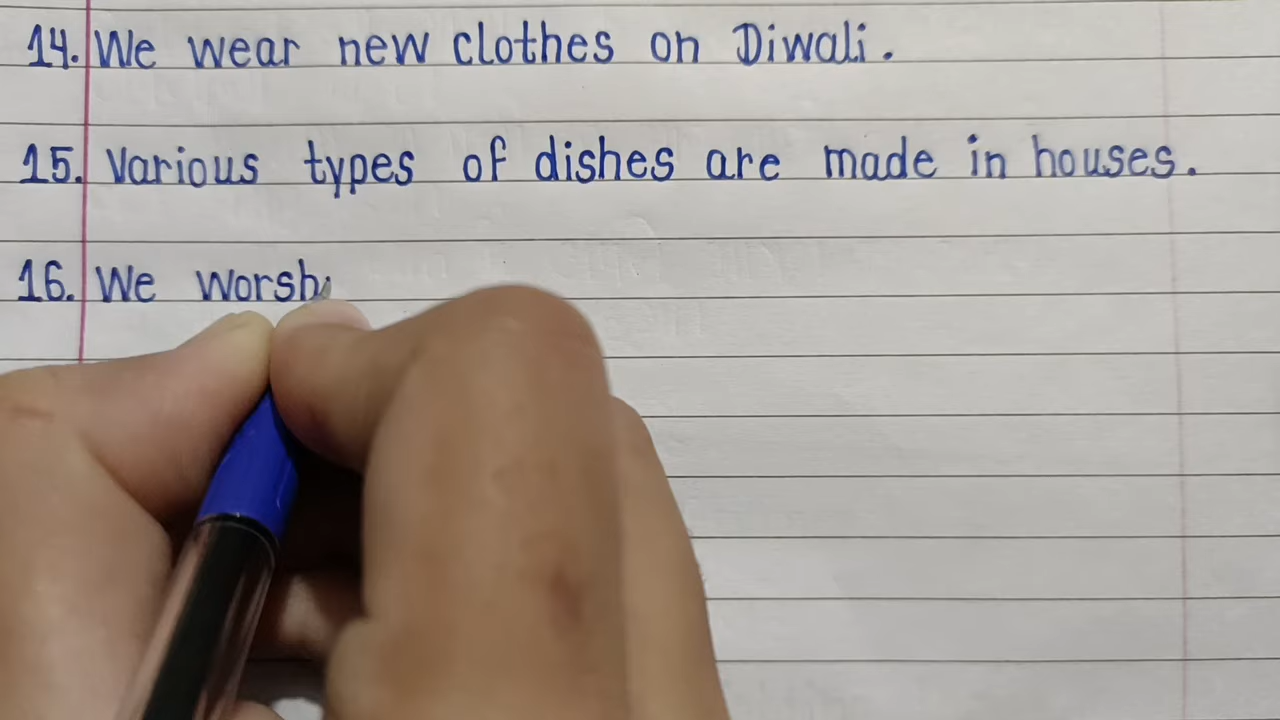 14. We wear new clothes on Diwali.
15. Various types of dishes are made in houses.
16. We worsh